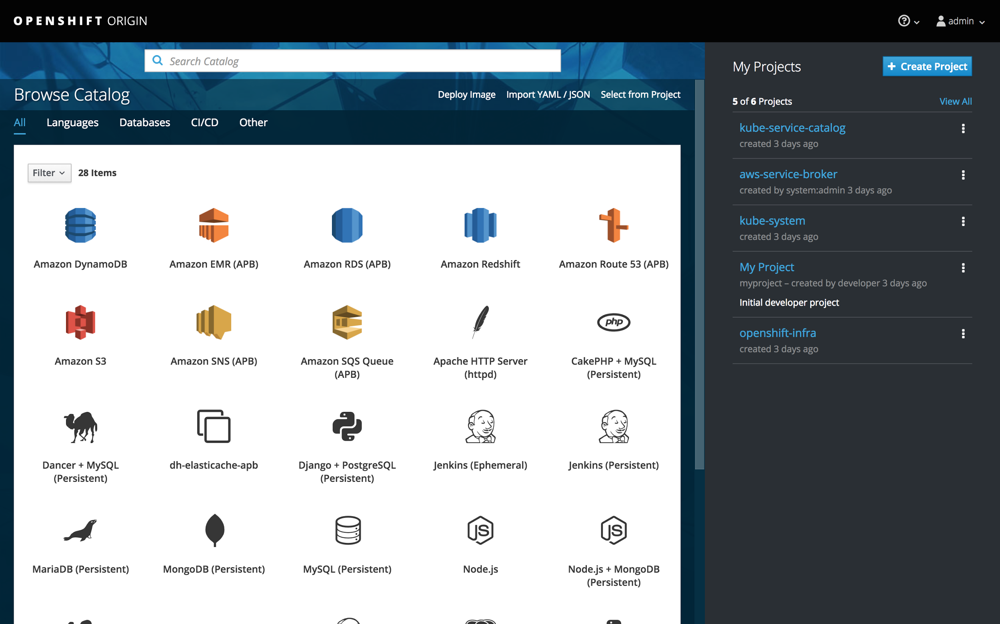 OPENSHIFT ORIGIN
admin
Search Catalog
Browse Catalog
Deploy Image
Import YAML / JSON
Select from Project
All
Languages
Databases
CI/CD
Other
Filter
28 Items
Amazon DynamoDB
Amazon EMR (APB)
Amazon RDS (APB)
Amazon Redshift
Amazon Route 53 (APB)
Amazon S3
Amazon SNS (APB)
Amazon SQS Queue
(APB)
Apache HTTP Server
(httpd)
php
CakePHP + MySQL
(Persistent)
Dancer + MySQL
(Persistent)
dh-elasticache-apb
Django + PostgreSQL
(Persistent)
Jenkins (Ephemeral)
Jenkins (Persistent)
MariaDB (Persistent)
MongoDB (Persistent)
MySQL (Persistent)
JS
Node.js
JS
Node.js + MongoDB
(Persistent)
My Projects
+ Create Project
5 of 6 Projects
View All
kube-service-catalog
created 3 days ago
aws-service-broker
created by system:admin 3 days ago
kube-system
created 3 days ago
My Project
myproject – created by developer 3 days ago
Initial developer project
openshift-infra
created 3 days ago